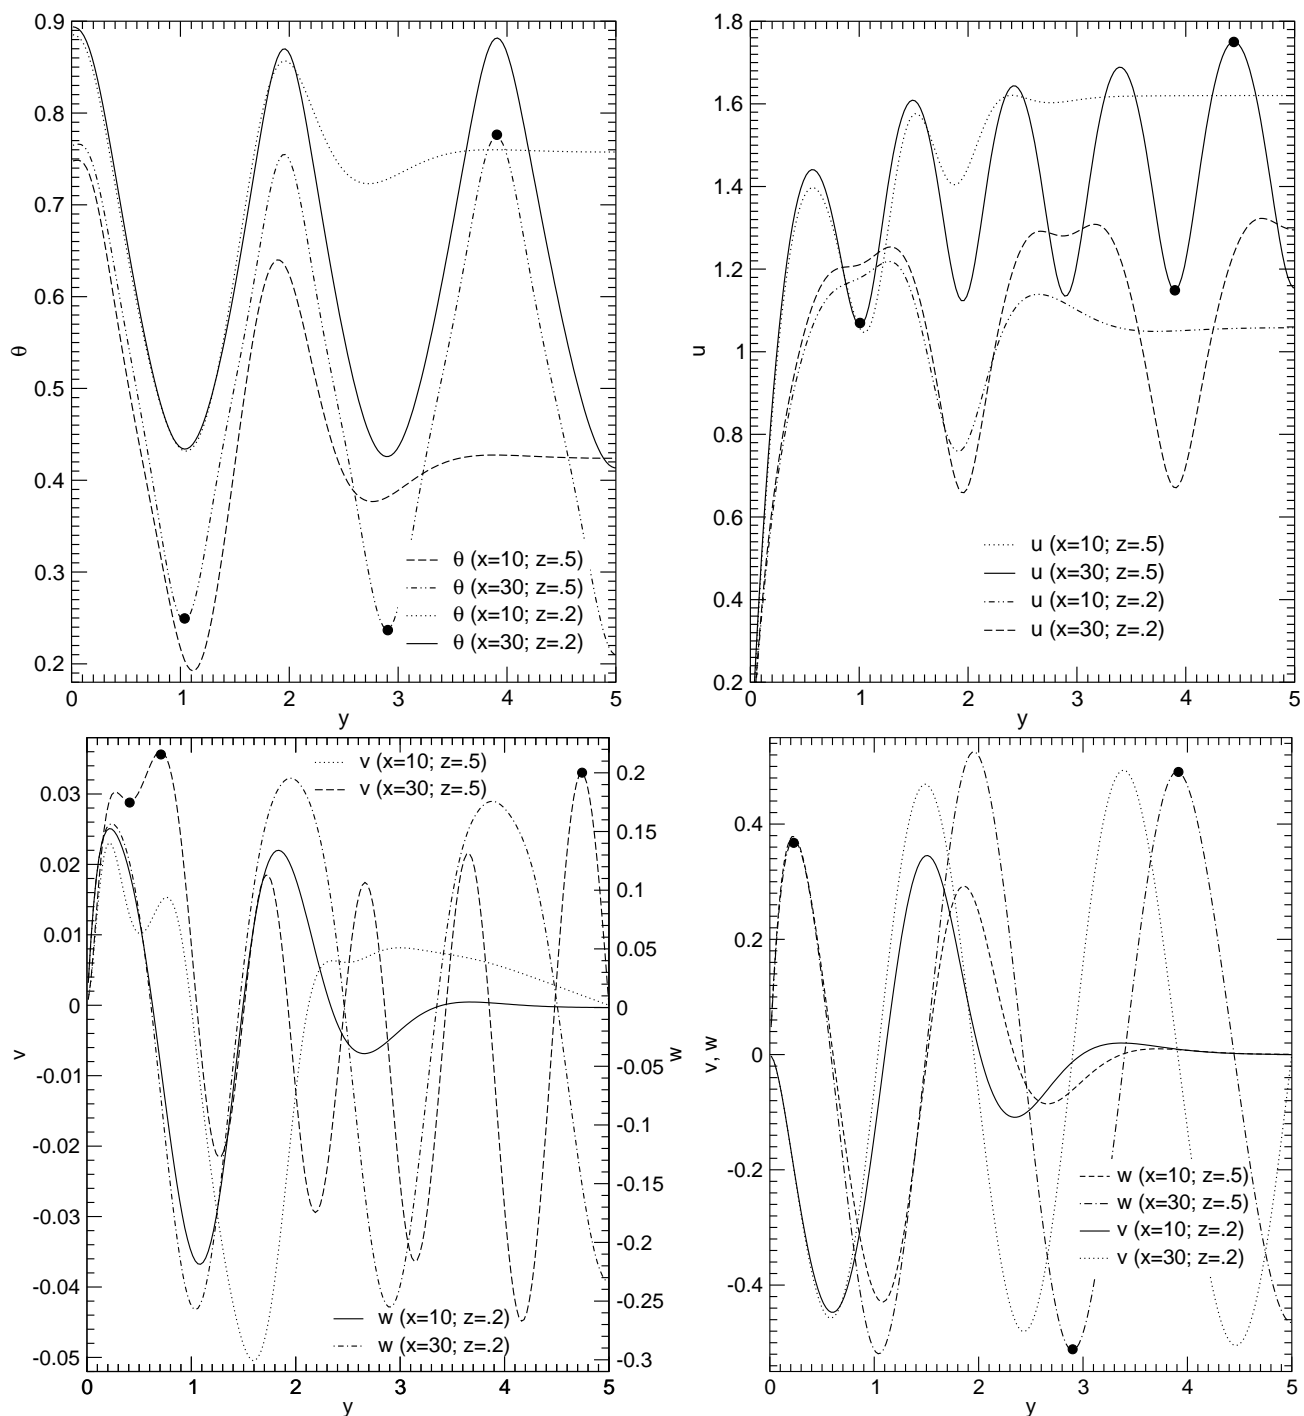 0.9
0.8
0.7
0.6
0.5
0.4
0.3
0.2
θ
0
1
2
3
4
5
y
θ (x=10; z=.5)
θ (x=30; z=.5)
θ (x=10; z=.2)
θ (x=30; z=.2)
1.8
1.6
1.4
1.2
1
0.8
0.6
0.4
0.2
u
0
1
2
3
4
5
y
u (x=10; z=.5)
u (x=30; z=.5)
u (x=10; z=.2)
u (x=30; z=.2)
0.03
0.02
0.01
0
-0.01
-0.02
-0.03
-0.04
-0.05
v
v (x=10; z=.5)
v (x=30; z=.5)
0.2
0.15
0.1
0.05
0
-0.05
-0.1
-0.15
-0.2
-0.25
-0.3
w
w (x=10; z=.2)
w (x=30; z=.2)
0
1
2
3
4
5
y
0.4
0.2
0
-0.2
-0.4
v, w
w (x=10; z=.5)
w (x=30; z=.5)
v (x=10; z=.2)
v (x=30; z=.2)
0
1
2
3
4
5
y